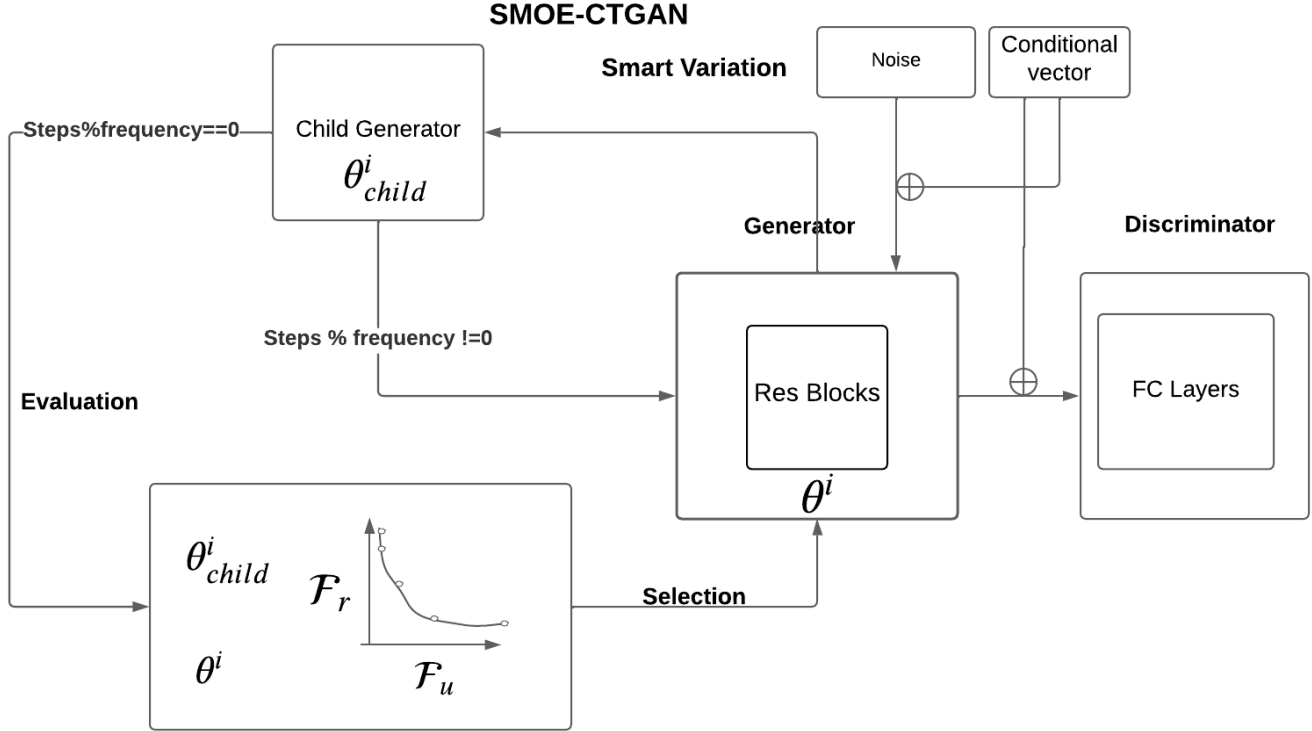 SMOE-CTGAN
Smart Variation
Noise
Conditional
vector
Steps%frequency==0
Child Generator
θ^i_child
Generator
Discriminator
Steps % frequency !=0
Evaluation
Res Blocks
FC Layers
θ^i
θ^i_child
F_r
Selection
θ^i
F_u